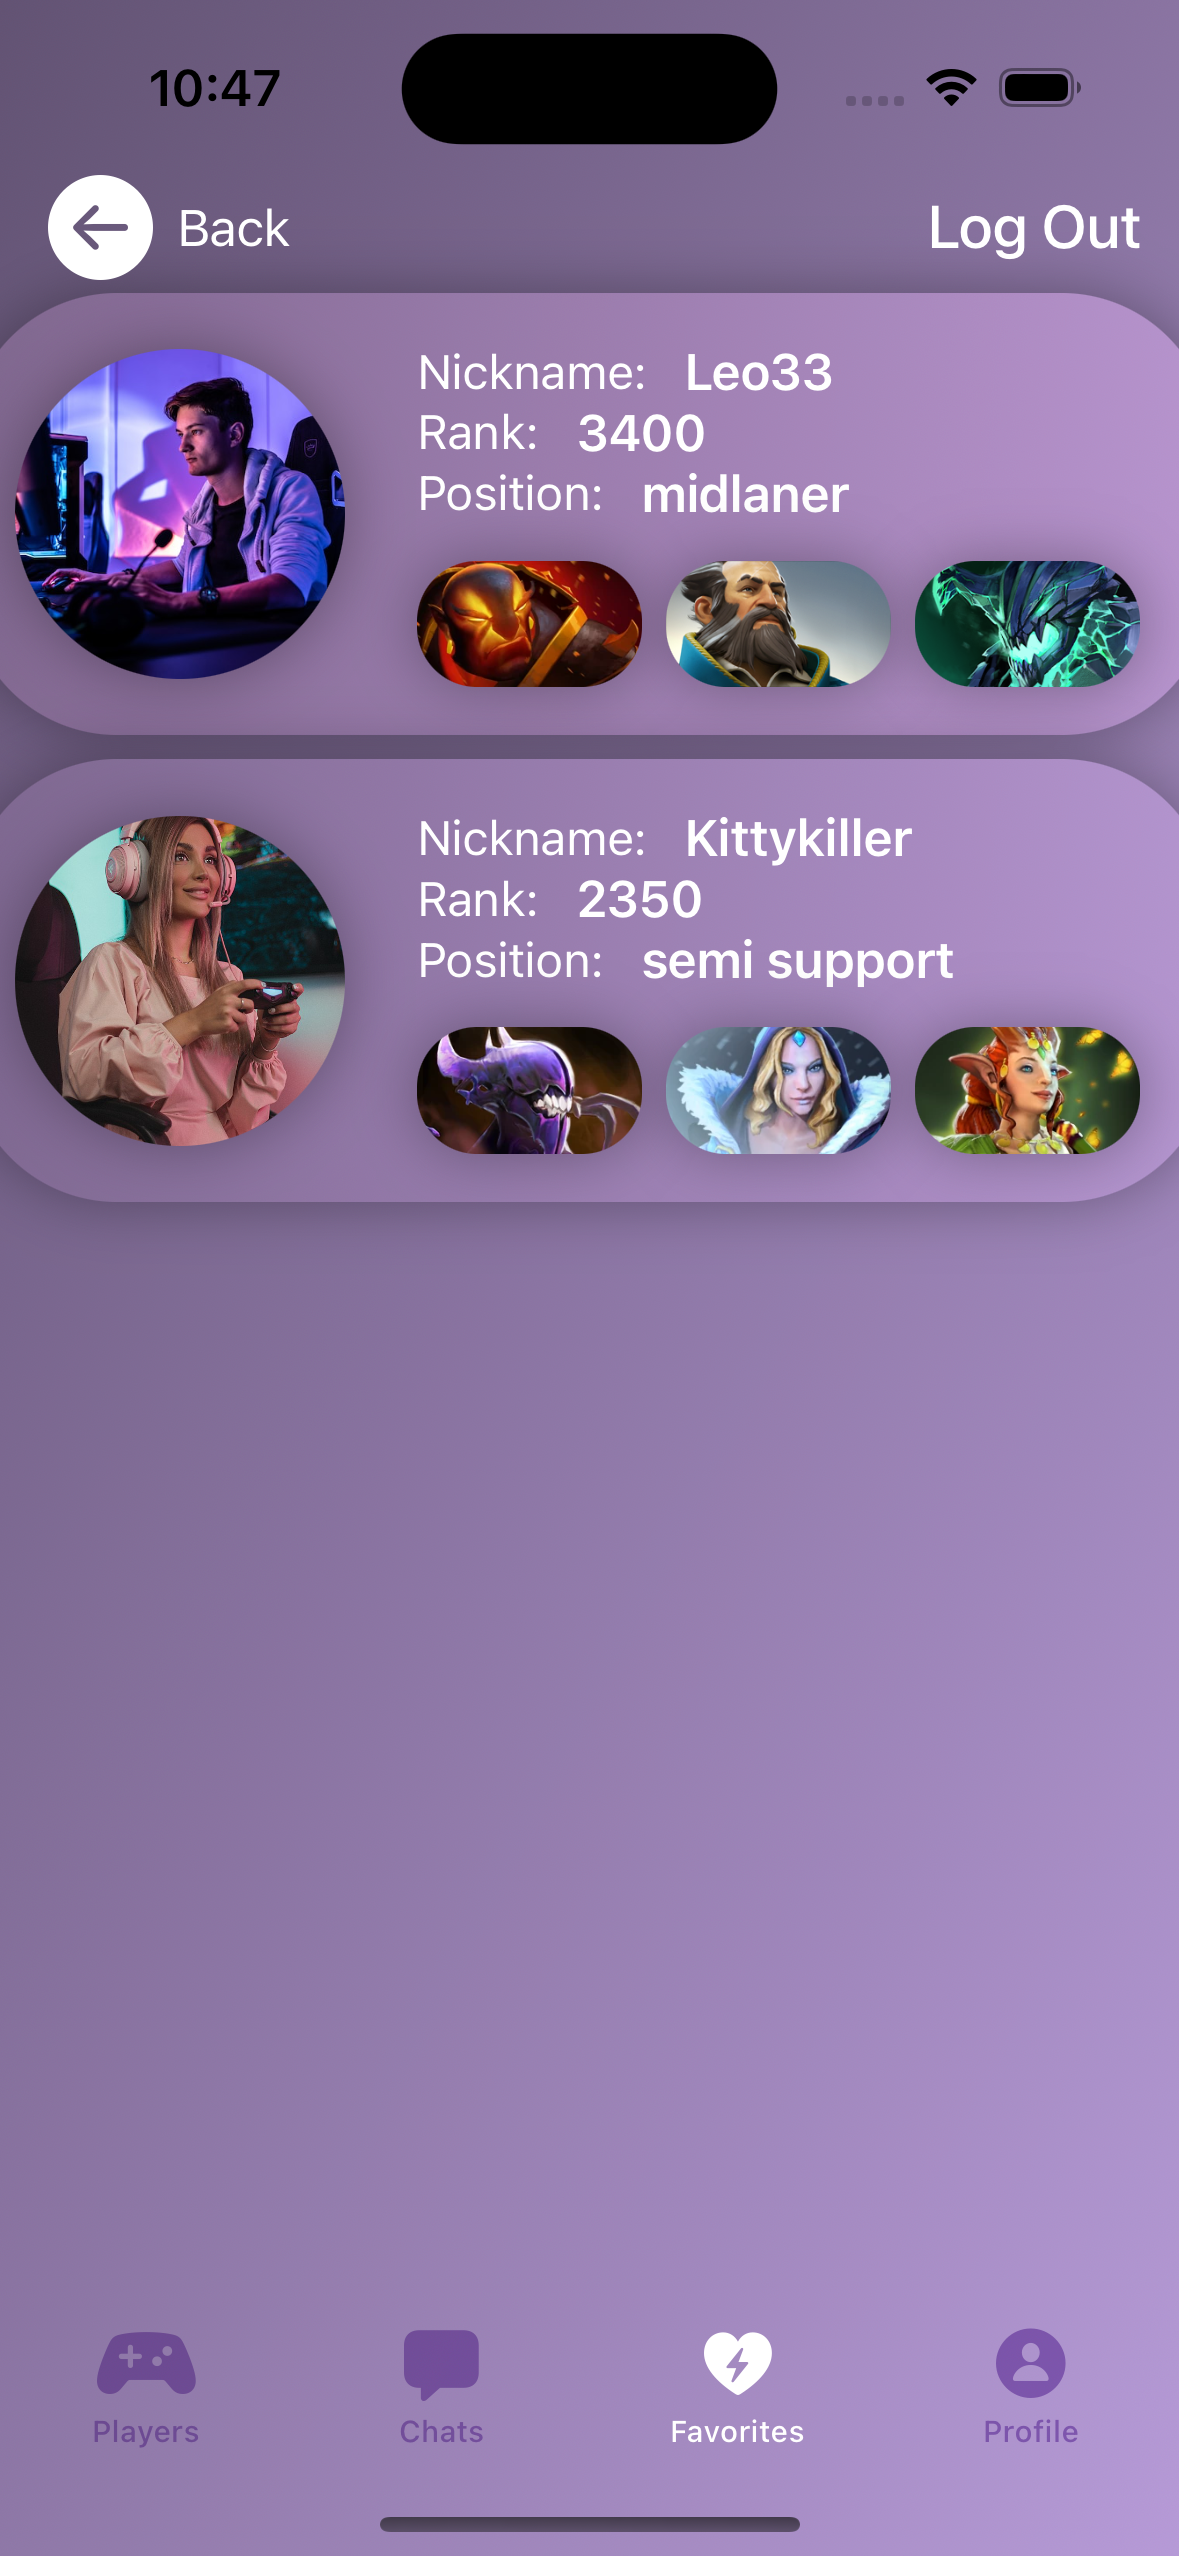 10:47
Back
Log Out
Nickname: Leo33
Rank: 3400
Position: midlaner
Nickname: Kittykiller
Rank: 2350
Position: semi support
Players
Chats
Favorites
Profile